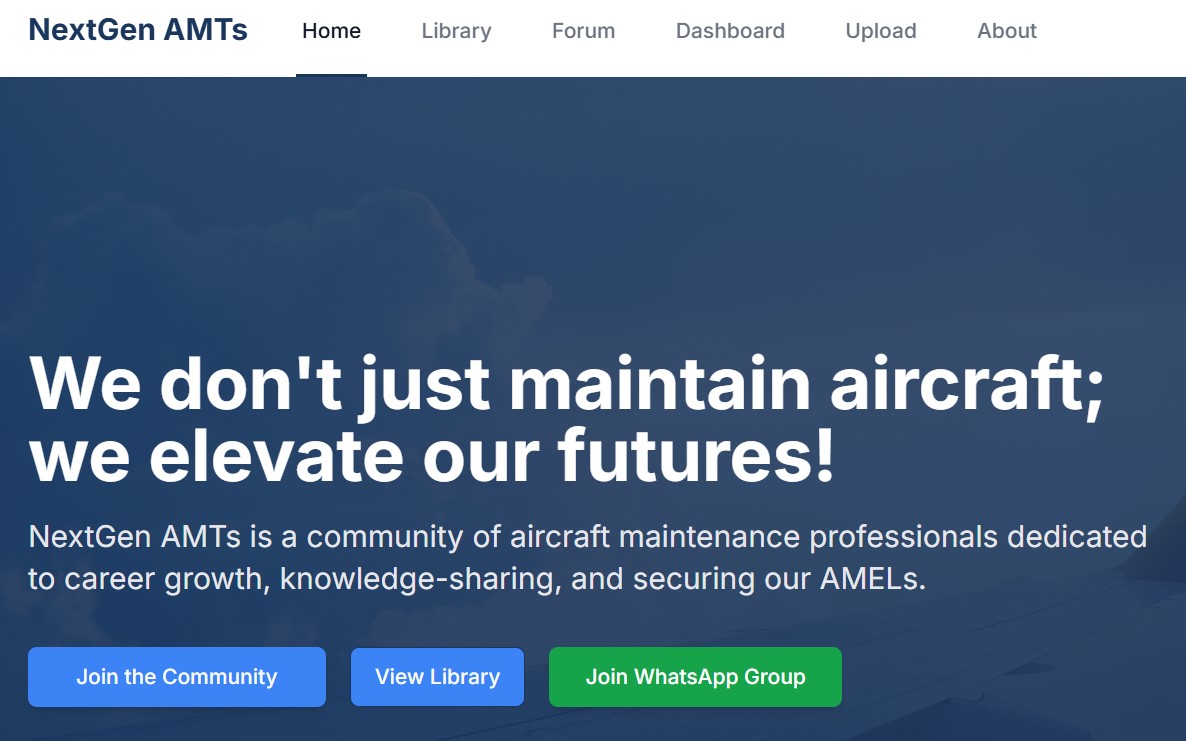 NextGen AMTs Home Library Forum Dashboard Upload About
We don't just maintain aircraft;
we elevate our futures!
NextGen AMTs is a community of aircraft maintenance professionals dedicated
to career growth, knowledge-sharing, and securing our AMELs.
Join the Community View Library Join WhatsApp Group